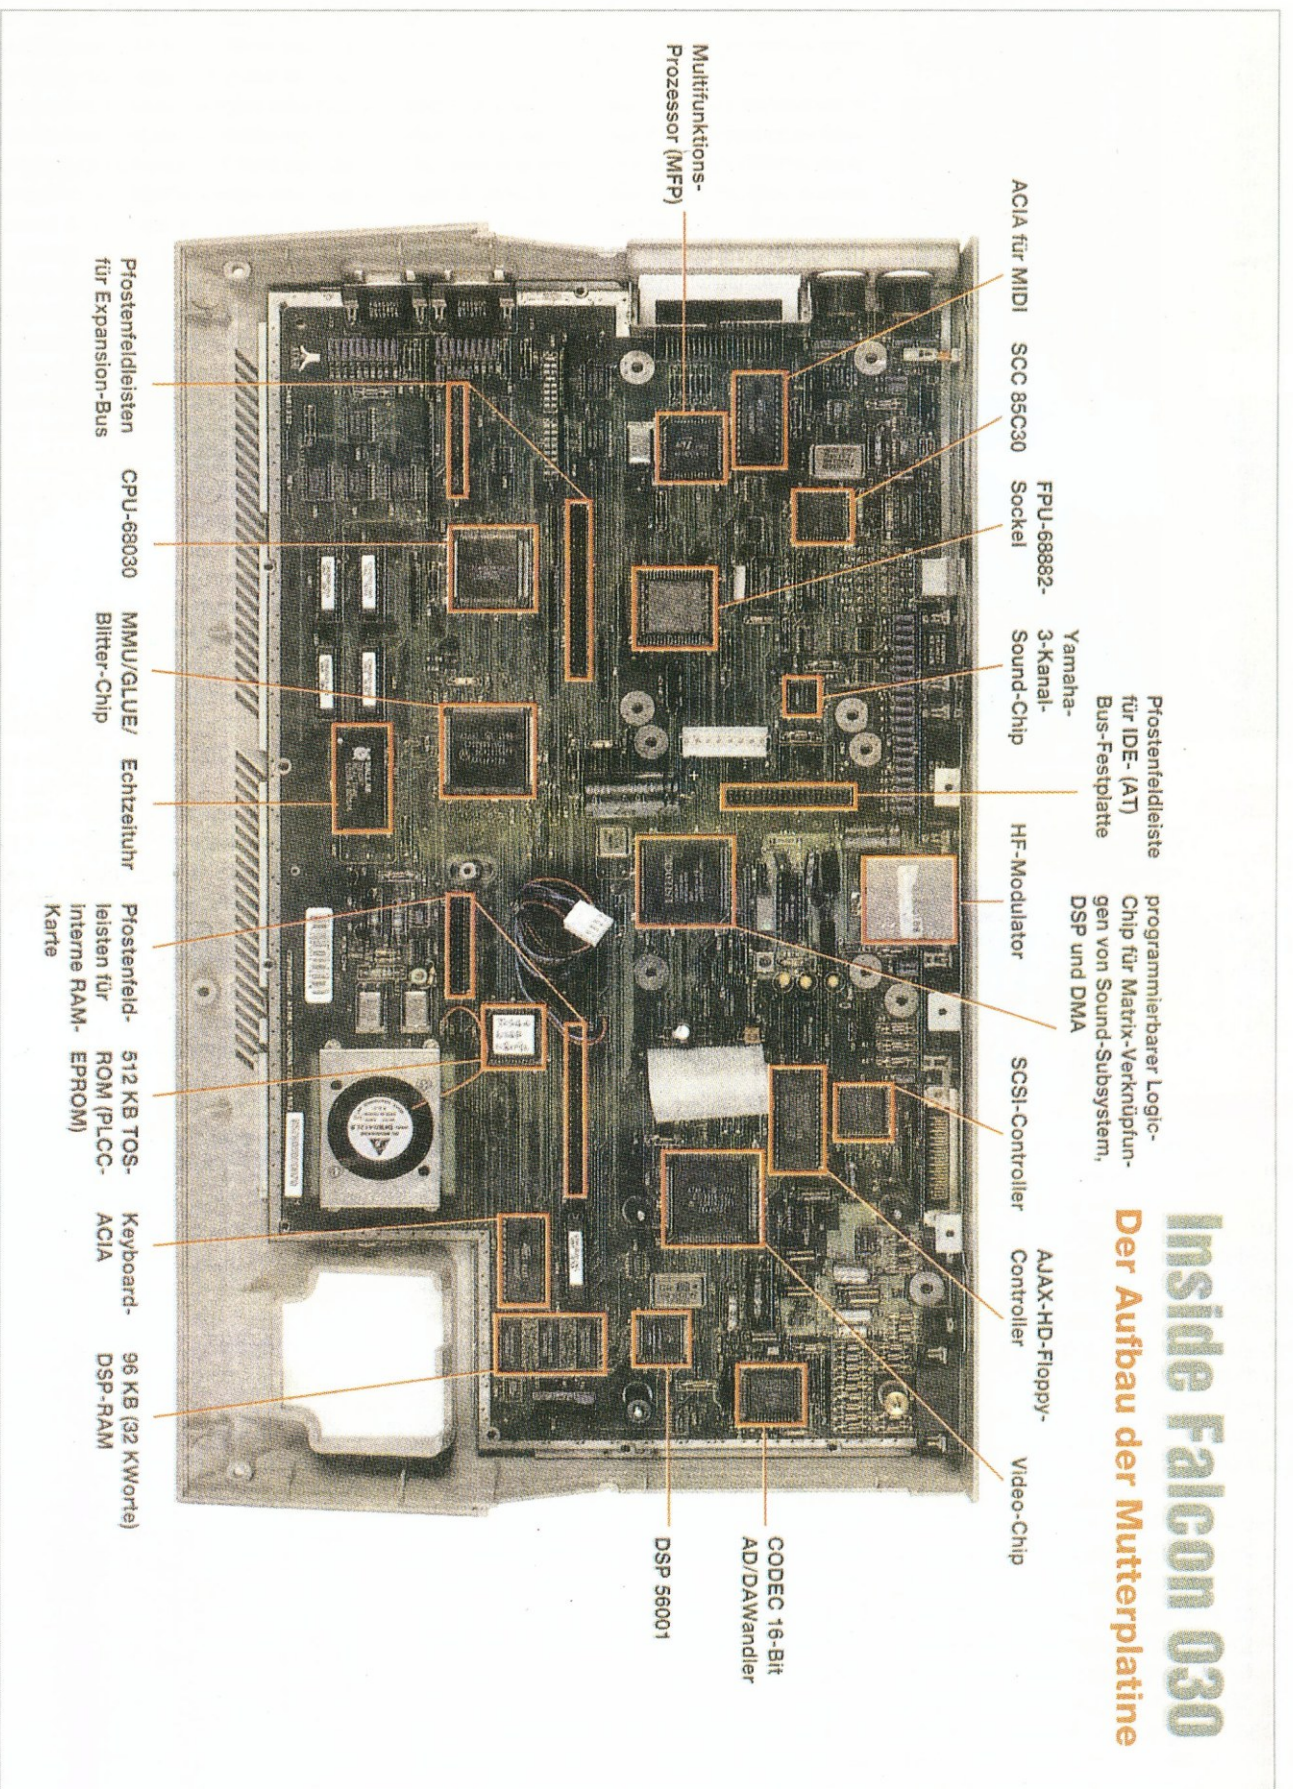 Inside Falcon 030
Der Aufbau der Mutterplatine
Pfostenfeldleiste
für IDE- (AT)
Bus-Festplatte
programmierbarer Logic-
Chip für Matrix-Verknüpfun-
gen von Sound-Subsystem,
DSP und DMA
ACIA für MIDI
SCC 85C30
FPU-68882-
Sockel
Yamaha-
3-Kanal-
Sound-Chip
HF-Modulator
SCSI-Controller
AJAX-HD-Floppy-
Controller
Video-Chip
Multifunktions-
Prozessor (MFP)
CODEC 16-Bit
AD/DAWandler
DSP 56001
Pfostenfeldleisten
für Expansion-Bus
CPU-68030
MMU/GLUE/
Blitter-Chip
Echtzeituhr
Pfostenfeld-
leisten für
interne RAM-
Karte
512 KB TOS-
ROM (PLCC-
EPROM)
Keyboard-
ACIA
96 KB (32 KWorte)
DSP-RAM